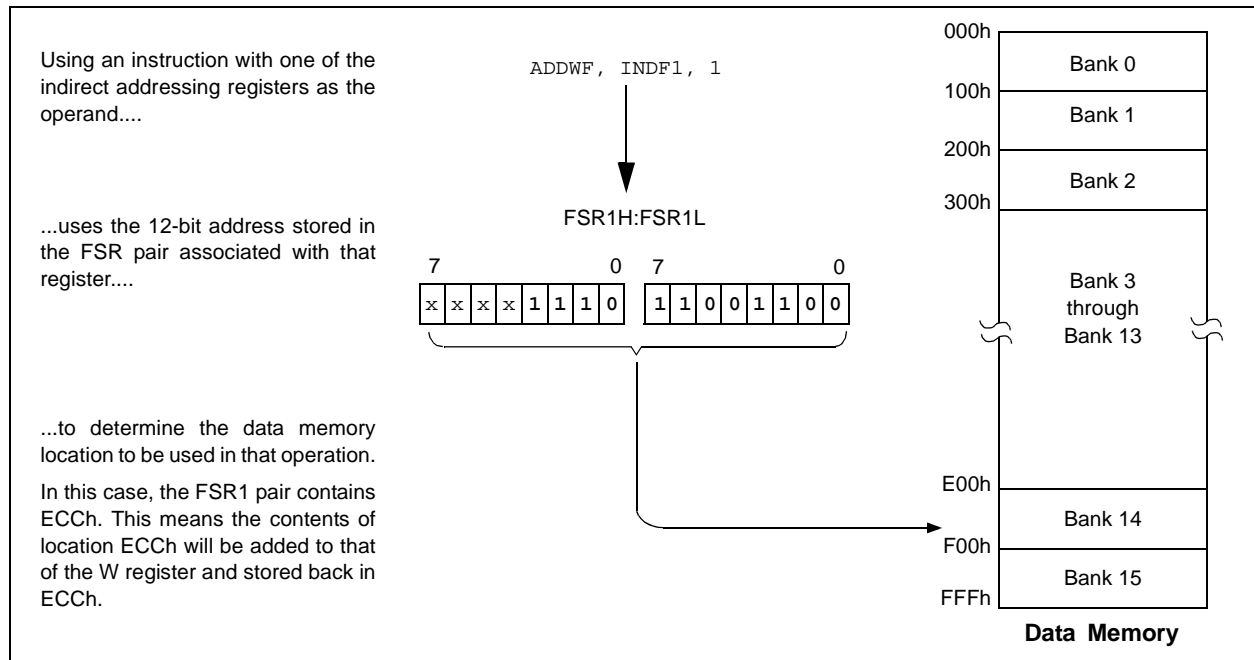 Using an instruction with one of the
indirect addressing registers as the
operand....
ADDWF, INDF1, 1
...uses the 12-bit address stored in
the FSR pair associated with that
register....
FSR1H:FSR1L
7 0 7 0
x x x x 1 1 1 0 1 1 0 0 1 1 0 0
...to determine the data memory
location to be used in that operation.
In this case, the FSR1 pair contains
ECCh. This means the contents of
location ECCh will be added to that
of the W register and stored back in
ECCh.
000h
Bank 0
100h
Bank 1
200h
Bank 2
300h
Bank 3
through
Bank 13
E00h
Bank 14
F00h
Bank 15
FFFh
Data Memory